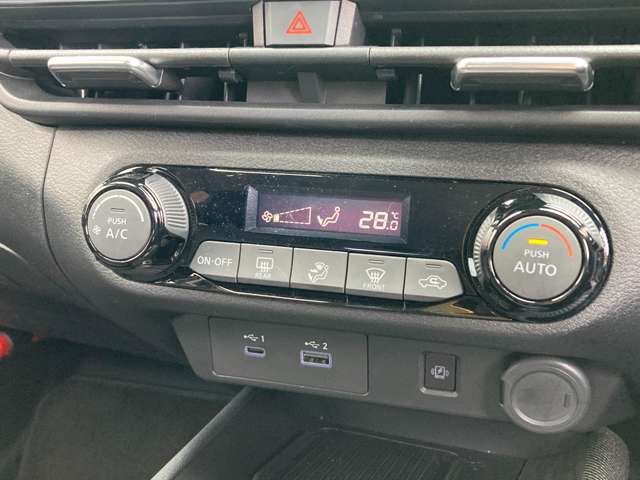 PUSH
A/C
28.0
°C
ON·OFF
REAR
FRONT
PUSH
AUTO
1
2